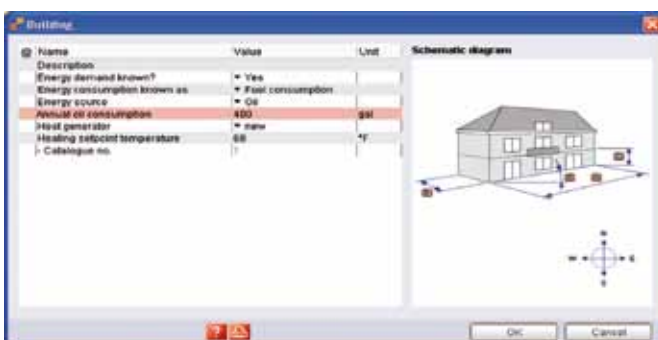 Building
Name Value Unit
Description
Energy demand known? Yes
Energy consumption known as Fuel consumption
Energy source Oil
Annual oil consumption 400 gal
Heat generator new
Heating setpoint temperature 68 °F
- Catalogue no.
Schematic diagram
N
W E
S
?
OK Cancel